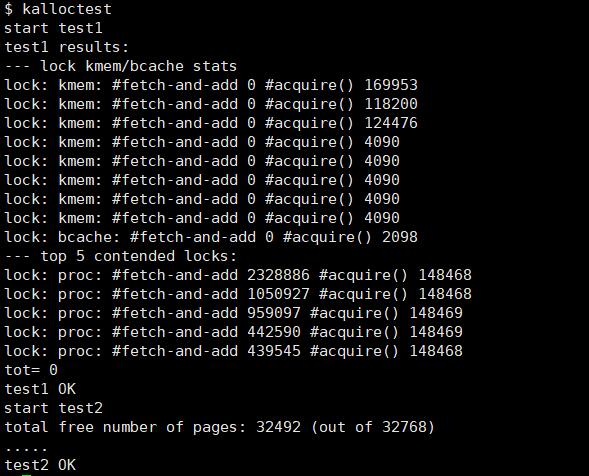 $ kalloctest
start test1
test1 results:
--- lock kmem/bcache stats
lock: kmem: #fetch-and-add 0 #acquire() 169953
lock: kmem: #fetch-and-add 0 #acquire() 118200
lock: kmem: #fetch-and-add 0 #acquire() 124476
lock: kmem: #fetch-and-add 0 #acquire() 4090
lock: kmem: #fetch-and-add 0 #acquire() 4090
lock: kmem: #fetch-and-add 0 #acquire() 4090
lock: kmem: #fetch-and-add 0 #acquire() 4090
lock: kmem: #fetch-and-add 0 #acquire() 4090
lock: bcache: #fetch-and-add 0 #acquire() 2098
--- top 5 contended locks:
lock: proc: #fetch-and-add 2328886 #acquire() 148468
lock: proc: #fetch-and-add 1050927 #acquire() 148468
lock: proc: #fetch-and-add 959097 #acquire() 148469
lock: proc: #fetch-and-add 442590 #acquire() 148469
lock: proc: #fetch-and-add 439545 #acquire() 148468
tot= 0
test1 OK
start test2
total free number of pages: 32492 (out of 32768)
.....
test2 OK